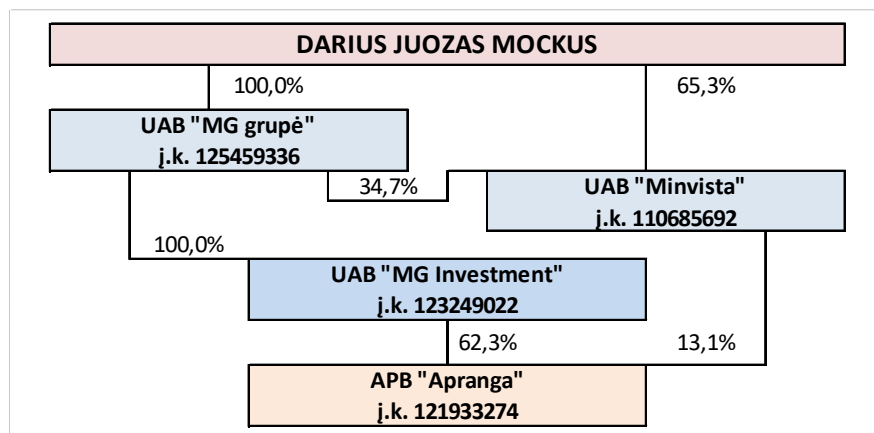 DARIUS JUOZAS MOCKUS
100,0%
65,3%
UAB "MG grupė"
į.k. 125459336
34,7%
UAB "Minvista"
į.k. 110685692
100,0%
UAB "MG Investment"
į.k. 123249022
62,3%
13,1%
APB "Apranga"
į.k. 121933274